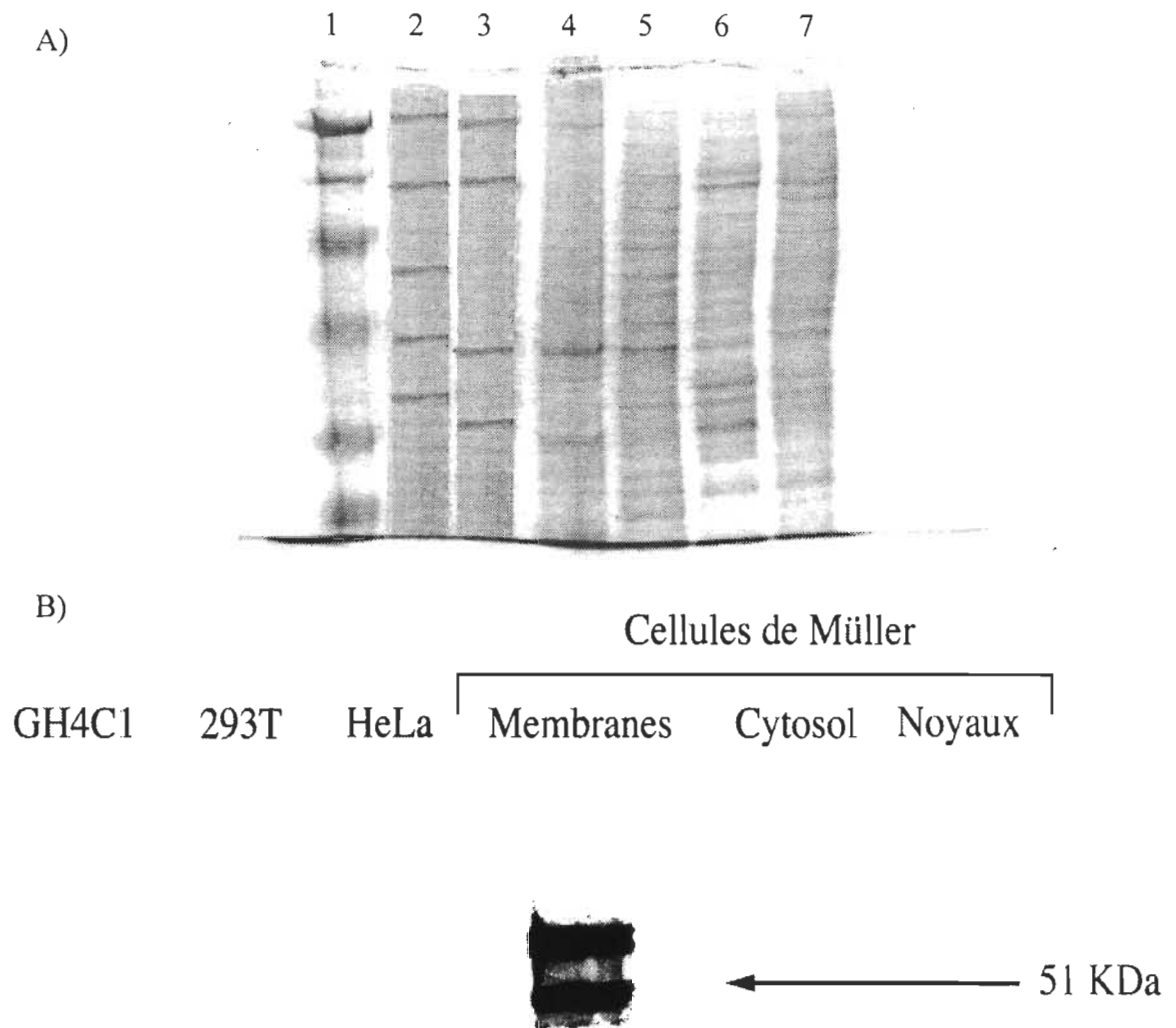 A)
1 2 3 4 5 6 7
B)
Cellules de Müller
GH4C1 293T HeLa Membranes Cytosol Noyaux
51 KDa